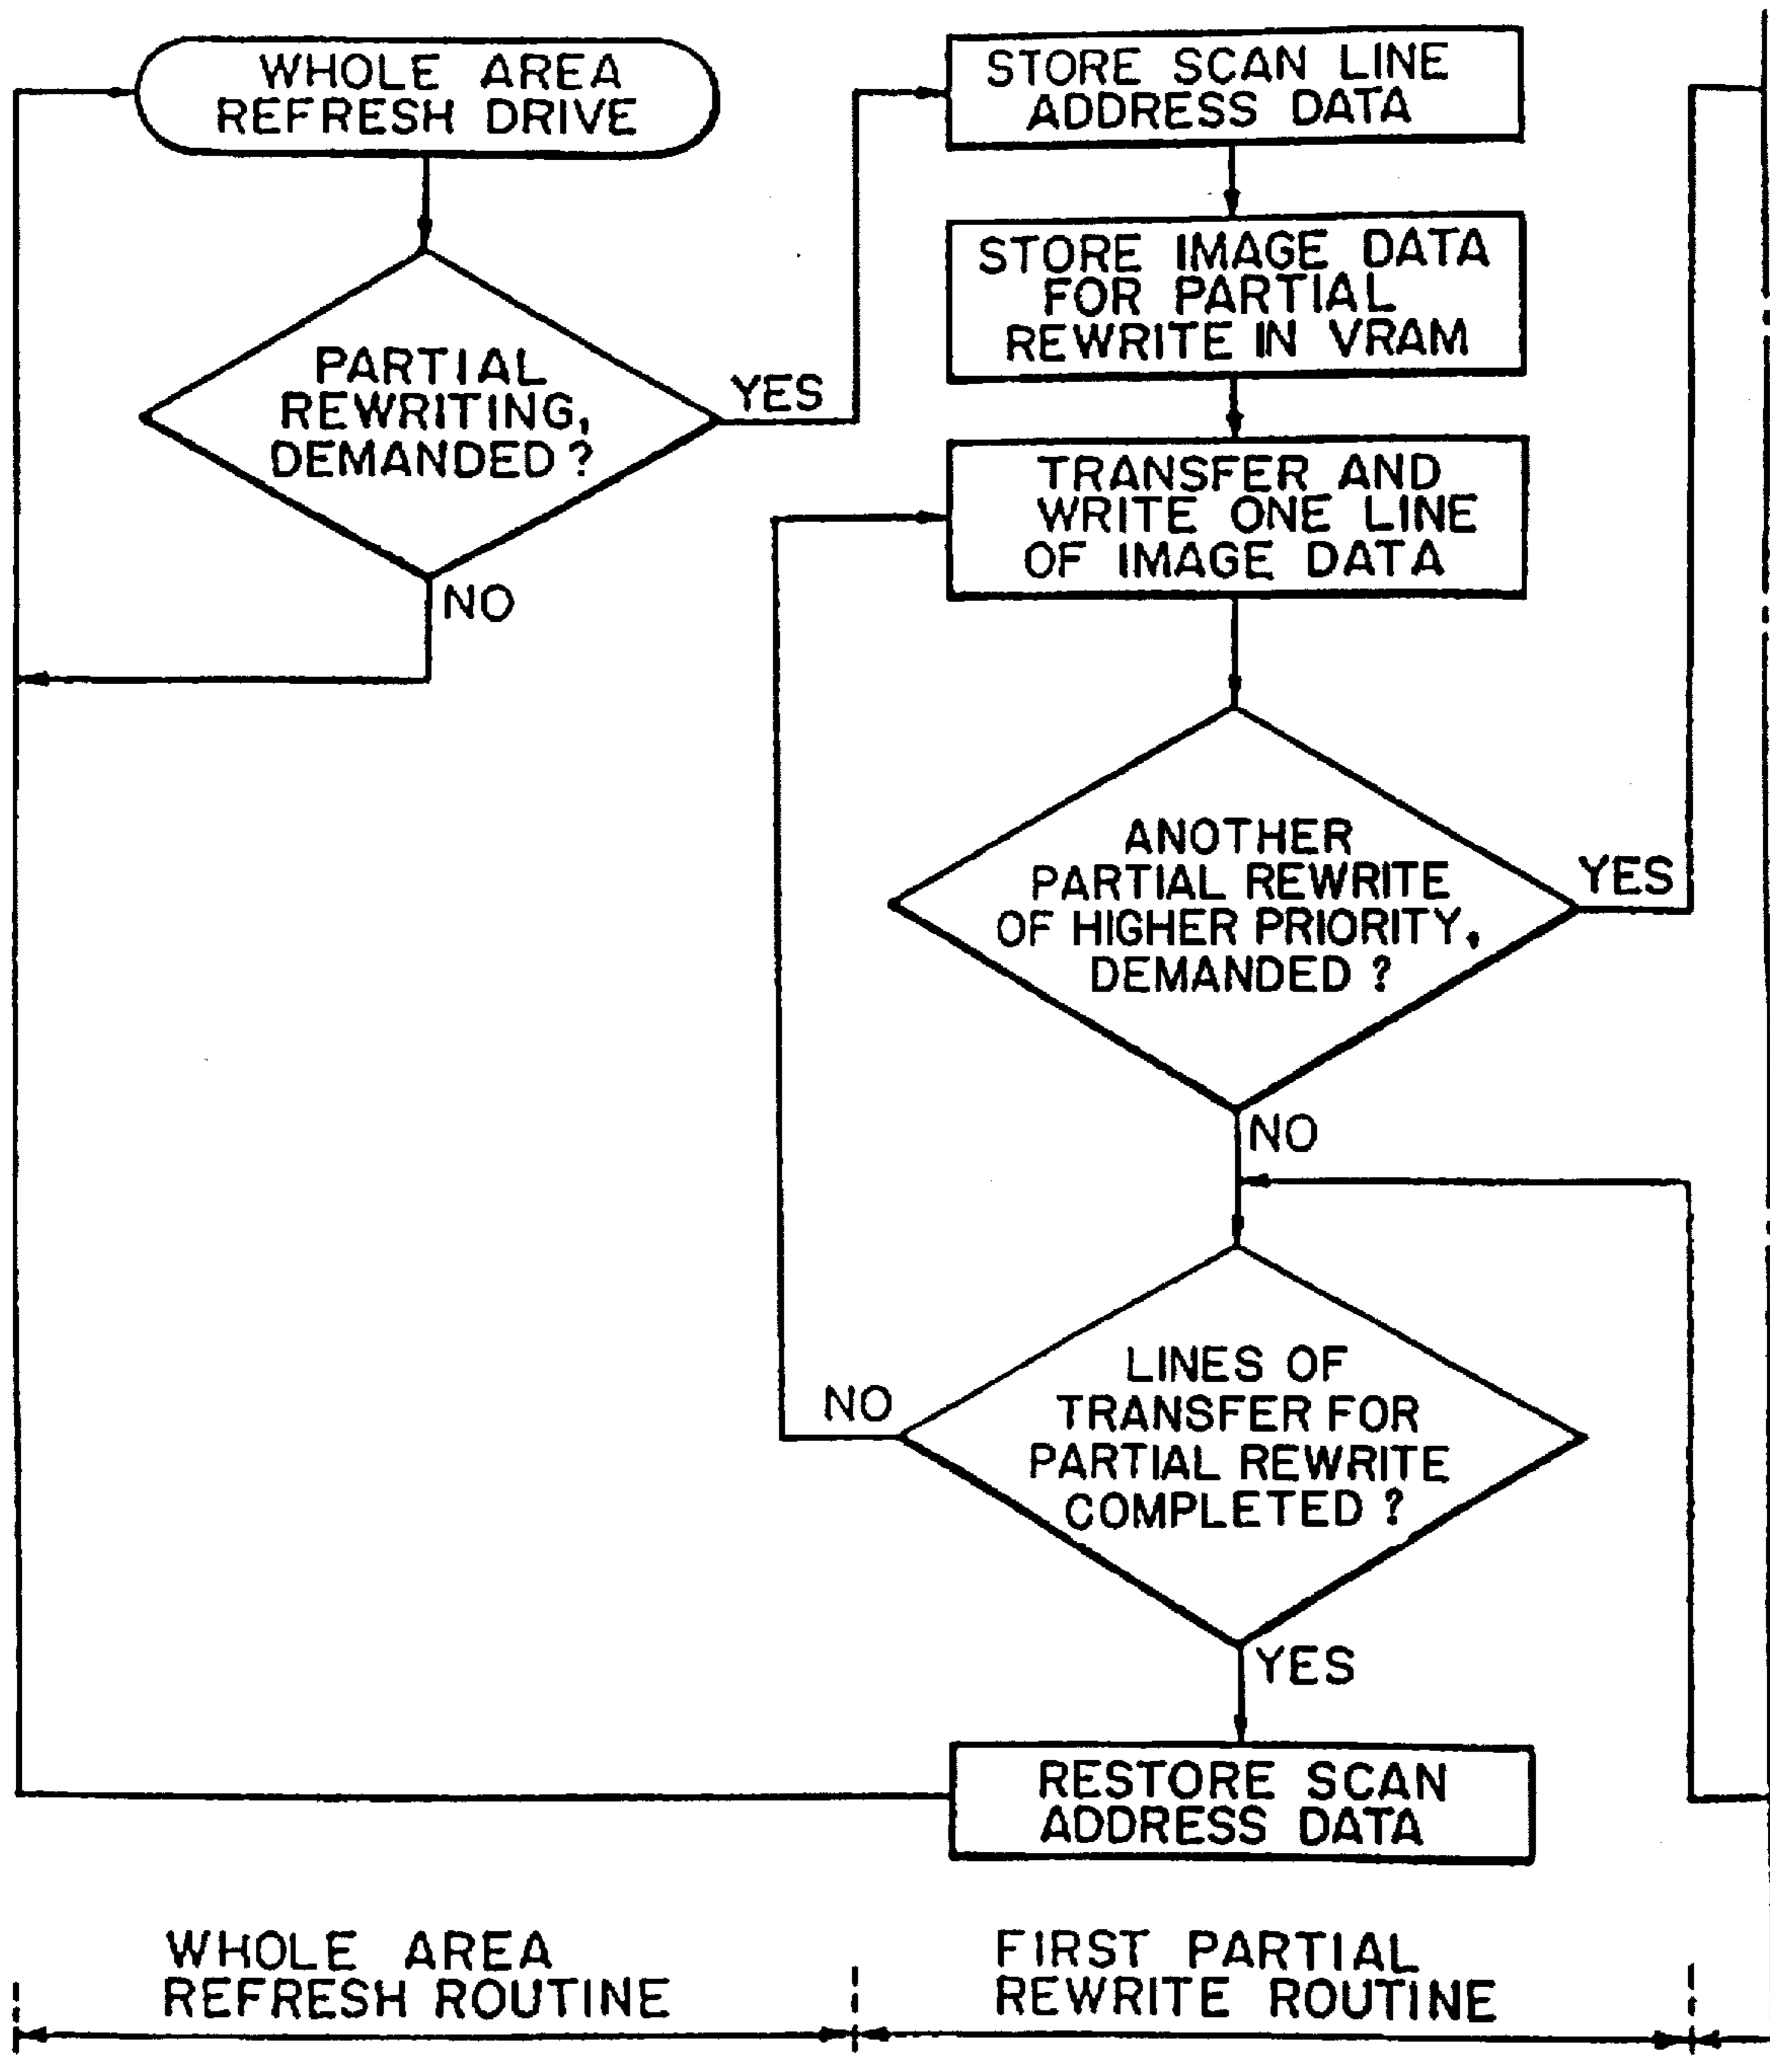 WHOLE AREA
REFRESH DRIVE
PARTIAL
REWRITING,
DEMANDED ?
YES
NO
STORE SCAN LINE
ADDRESS DATA
STORE IMAGE DATA
FOR PARTIAL
REWRITE IN VRAM
TRANSFER AND
WRITE ONE LINE
OF IMAGE DATA
ANOTHER
PARTIAL REWRITE
OF HIGHER PRIORITY,
DEMANDED ?
YES
NO
LINES OF
TRANSFER FOR
PARTIAL REWRITE
COMPLETED ?
NO
YES
RESTORE SCAN
ADDRESS DATA
WHOLE AREA
REFRESH ROUTINE
FIRST PARTIAL
REWRITE ROUTINE